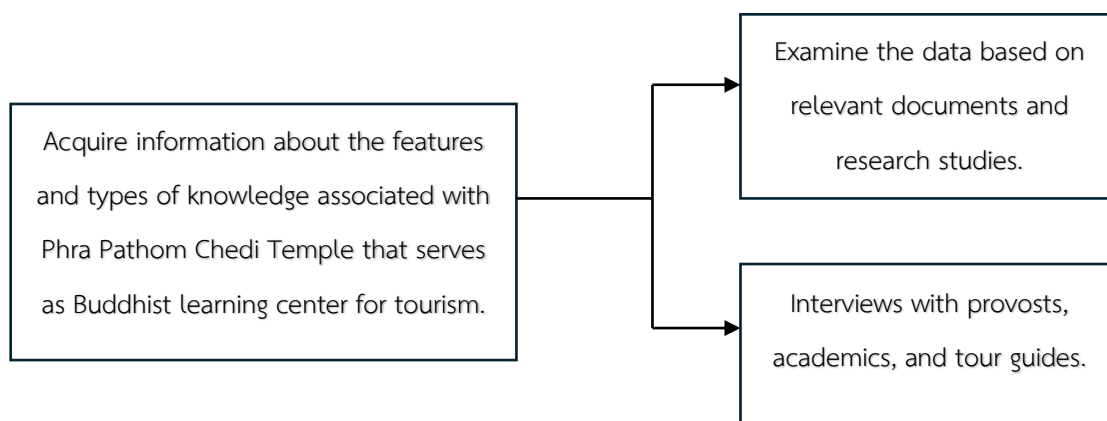 Acquire information about the features
and types of knowledge associated with
Phra Pathom Chedi Temple that serves
as Buddhist learning center for tourism.
Examine the data based on
relevant documents and
research studies.
Interviews with provosts,
academics, and tour guides.